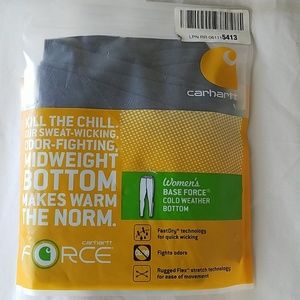 LPN RR 0611 5413
carhartt
KILL THE CHILL.
OUR SWEAT-WICKING,
ODOR-FIGHTING,
MIDWEIGHT
BOTTOM
MAKES WARM
THE NORM.
Women's
BASE FORCE
COLD WEATHER
BOTTOM
FastDry® technology
for quick wicking
Fights odors
Rugged Flex® stretch technology
for ease of movement
carhartt
FORCE